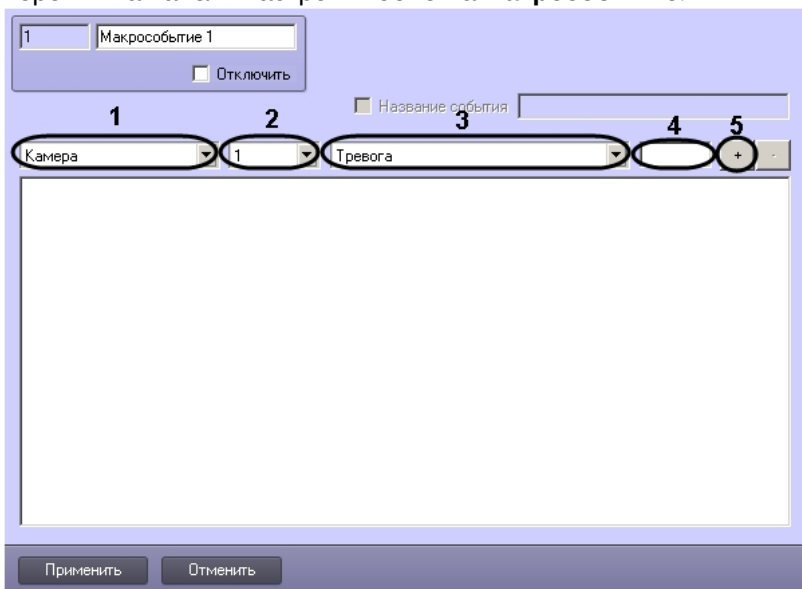 1 Макрособытие 1
Отключить
Название события
1 2 3 4 5
Камера 1 Тревога + -
Применить Отменить